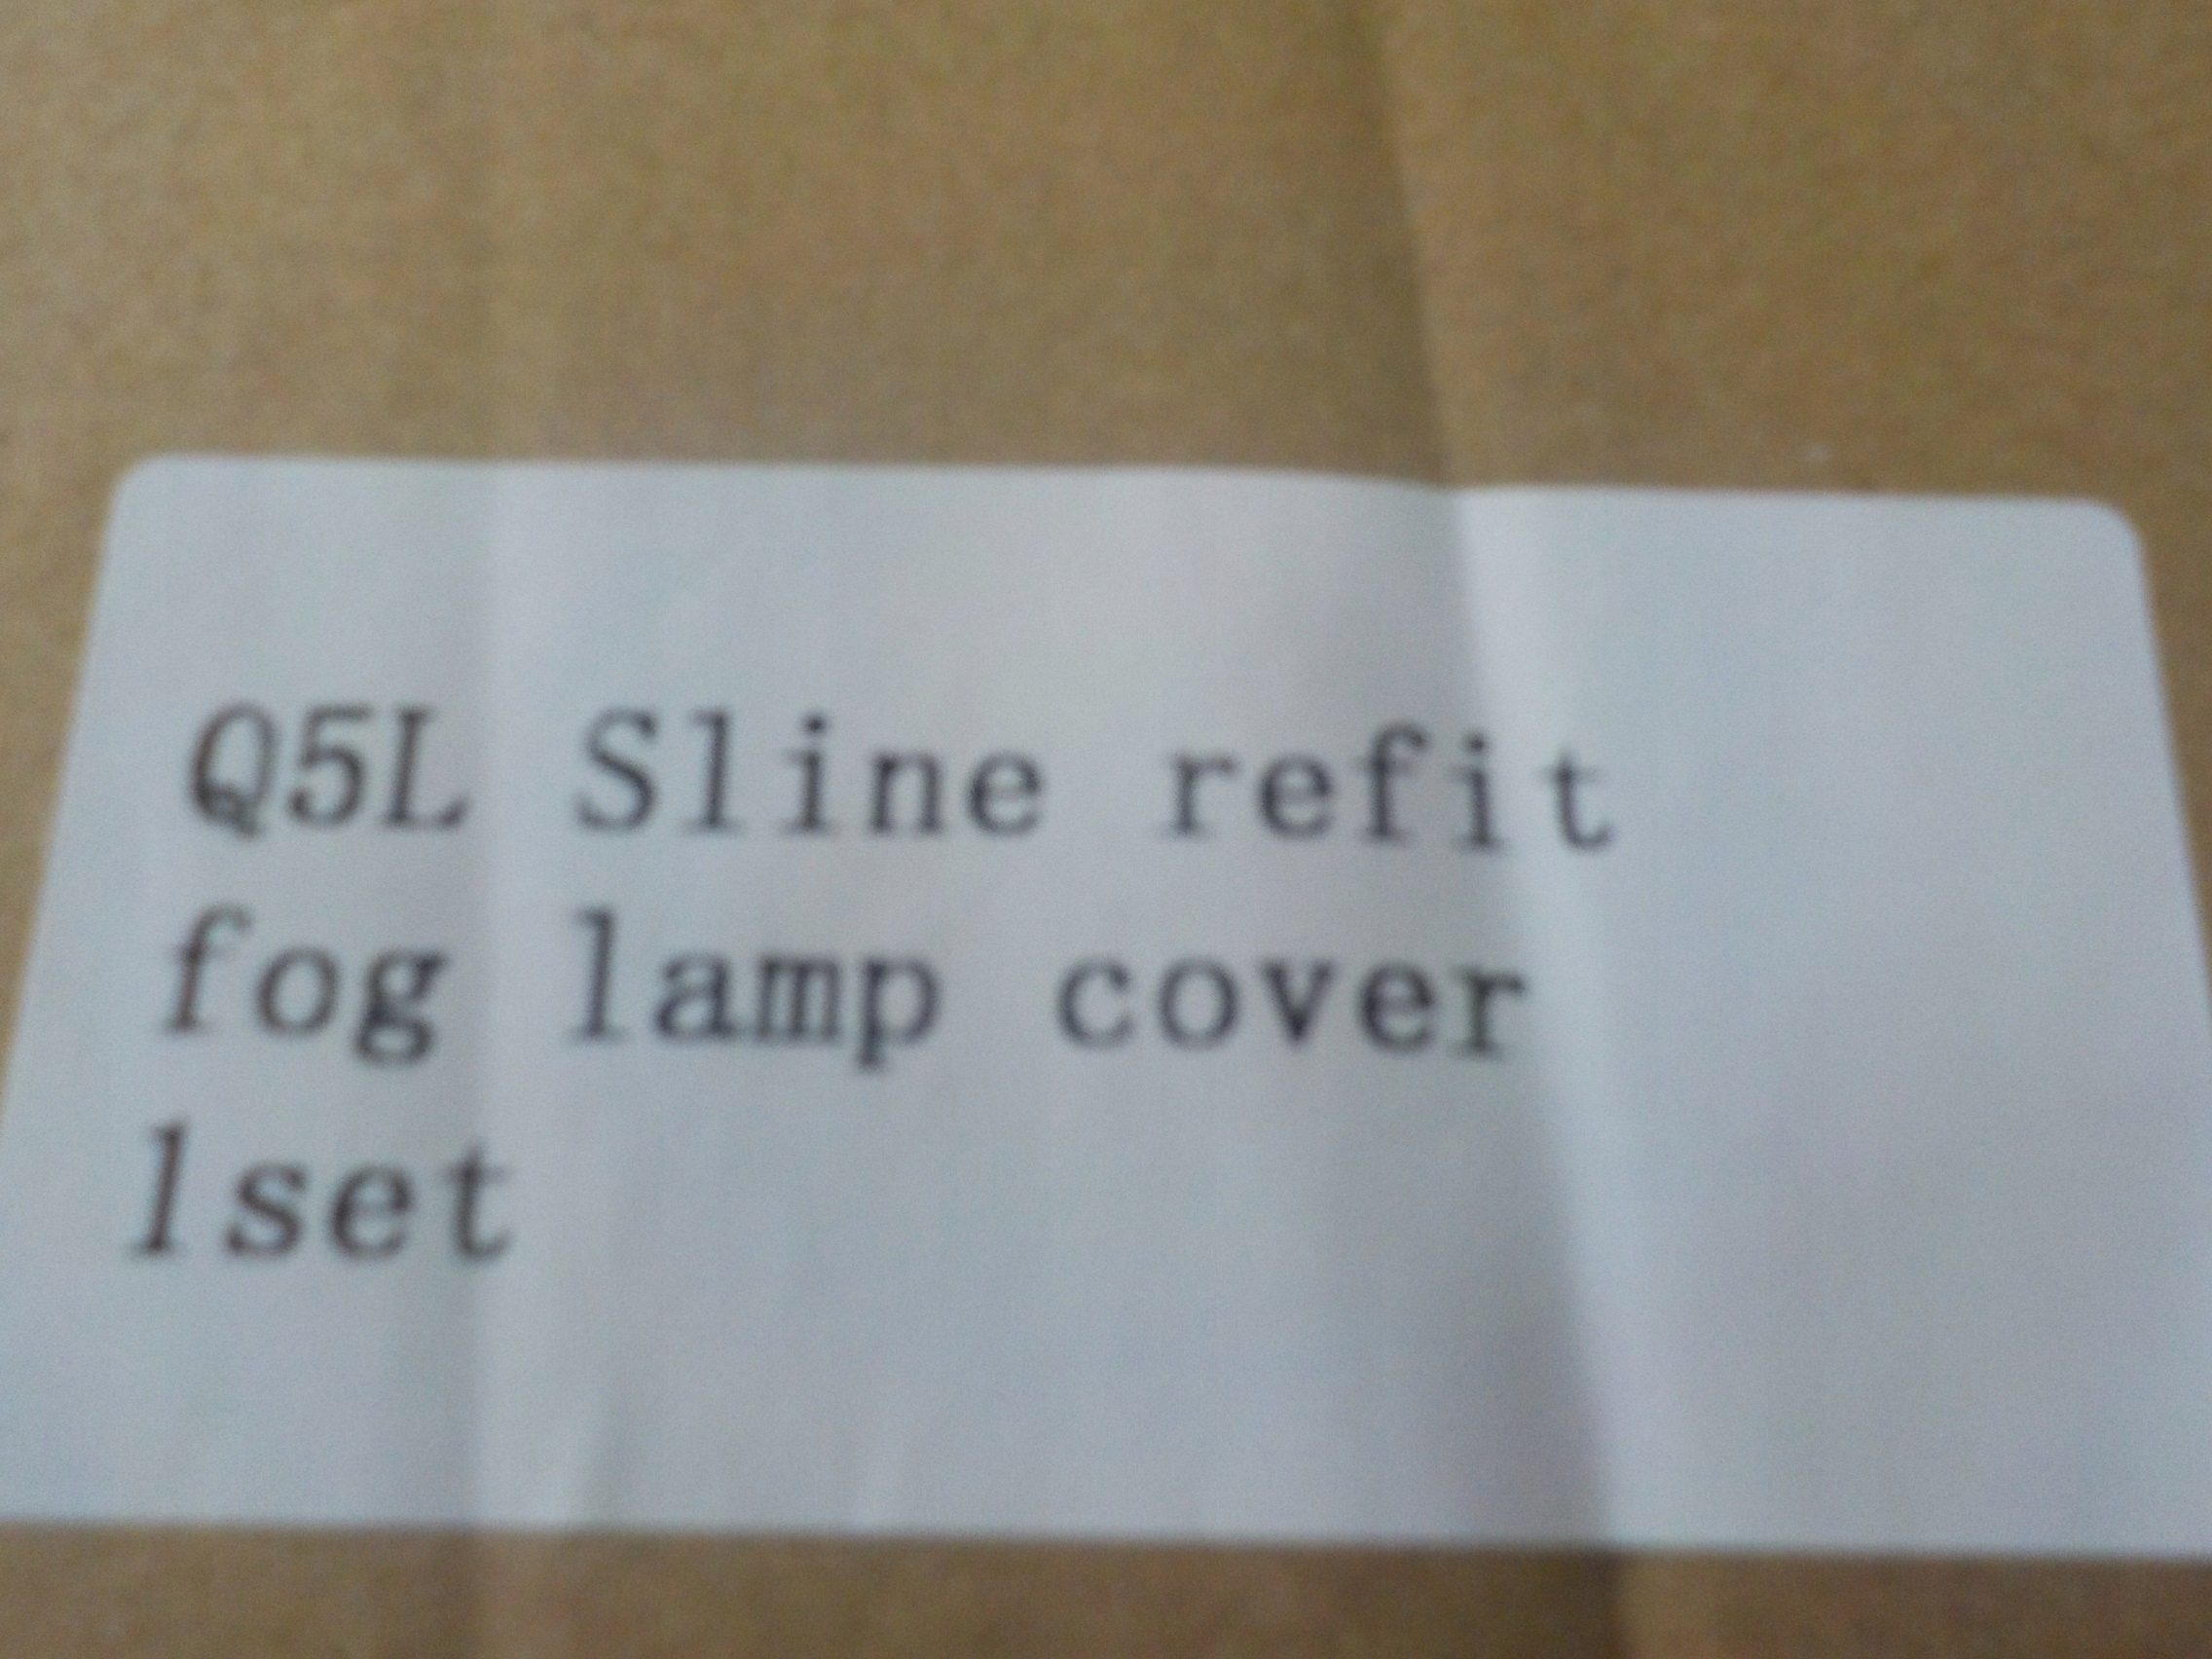 Q5L Sline refit
fog lamp cover
1set